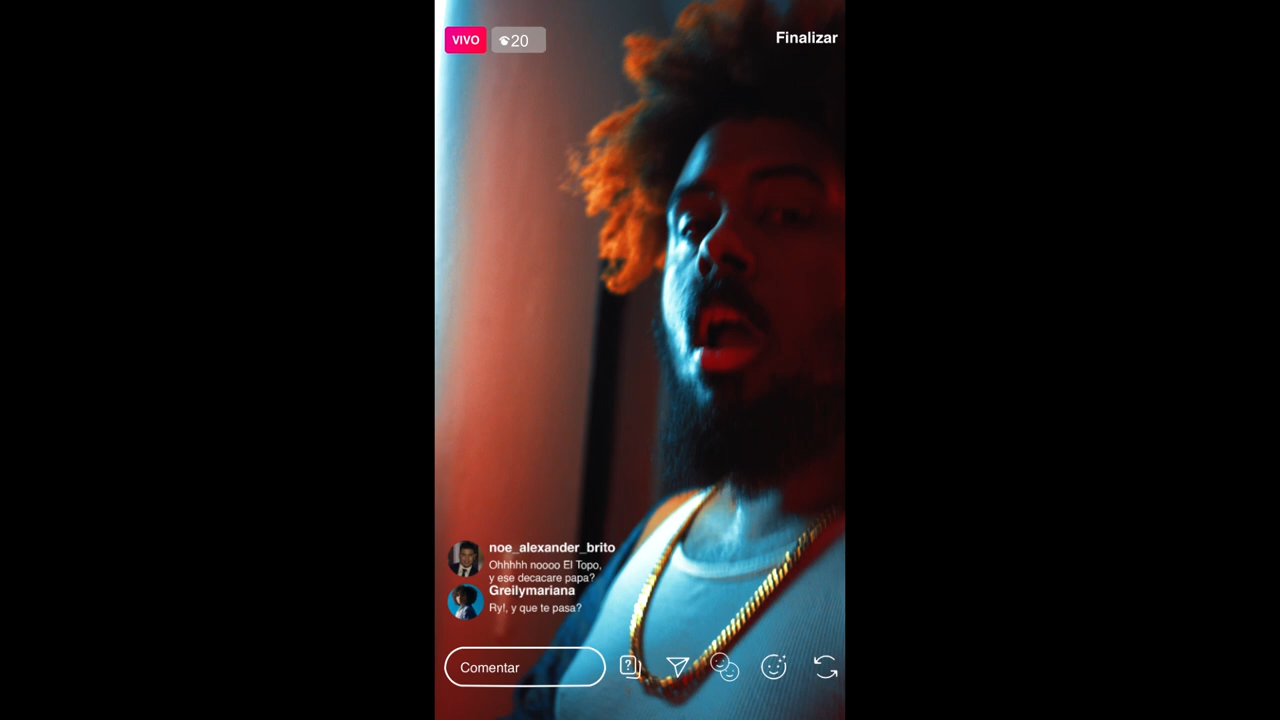 VIVO
20
Finalizar
noe_alexander_brito
Ohhhhh noooo El Topo,
y ese decacare papa?
Greilymariana
Ry!, y que te pasa?
Comentar
?